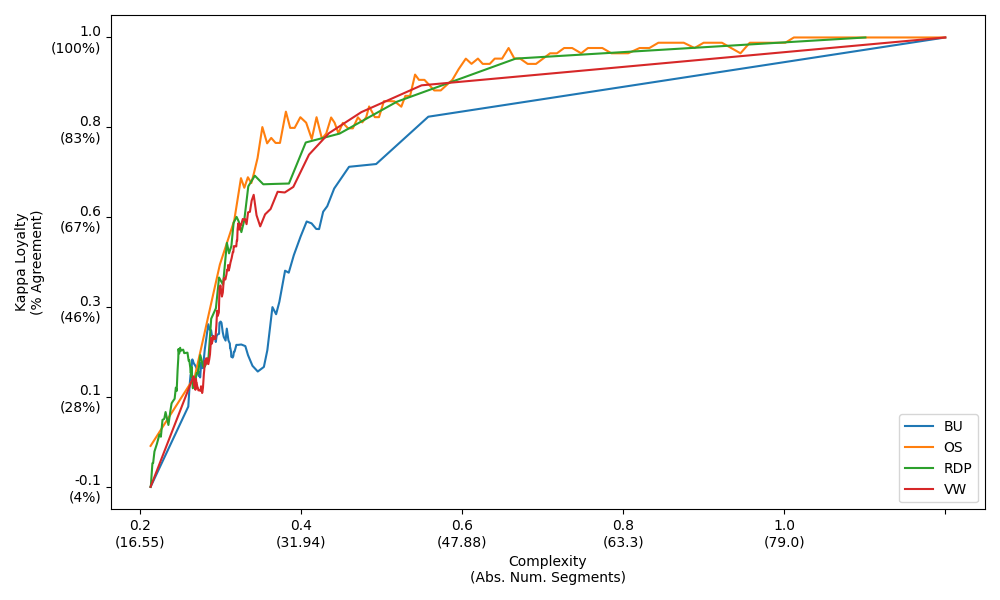 1.0
(100%)
0.8
(83%)
0.6
(67%)
0.3
(46%)
0.1
(28%)
-0.1
(4%)
Kappa Loyalty
(% Agreement)
BU
OS
RDP
VW
0.2
(16.55)
0.4
(31.94)
0.6
(47.88)
0.8
(63.3)
1.0
(79.0)
Complexity
(Abs. Num. Segments)